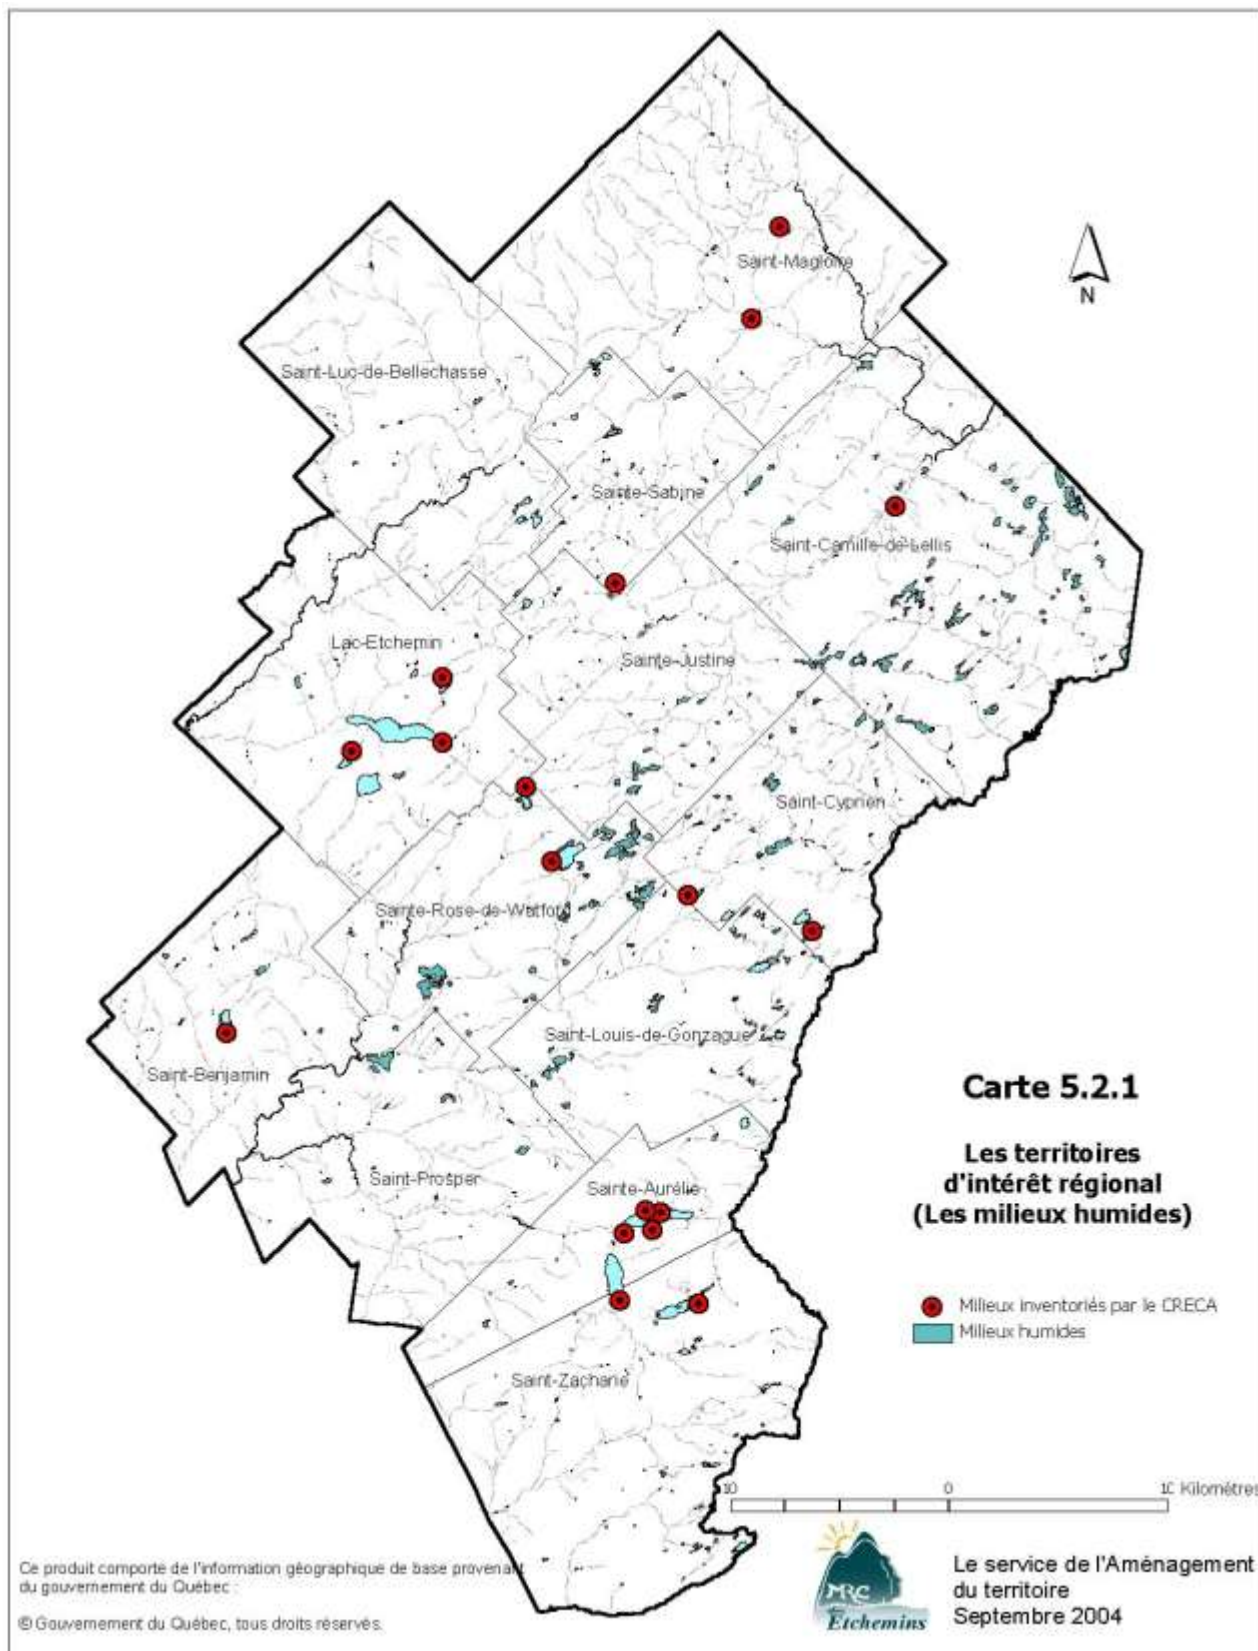 Saint-Magloire
N
Saint-Luc-de-Bellechasse
Sainte-Sabine
Saint-Camille-de-Lellis
Lac-Etchemin
Sainte-Justine
Saint-Cyprien
Sainte-Rose-de-Watford
Saint-Louis-de-Gonzague
Saint-Benjamin
Carte 5.2.1
Les territoires
d'intérêt régional
(Les milieux humides)
Saint-Prosper
Sainte-Aurélie
Milieux inventoriés par le CRECA
Milieux humides
Saint-Zacharie
10 0 10 Kilomètres
Ce produit comporte de l'information géographique de base provenant
du gouvernement du Québec :
© Gouvernement du Québec, tous droits réservés.
MRC
Etchemins
Le service de l'Aménagement
du territoire
Septembre 2004